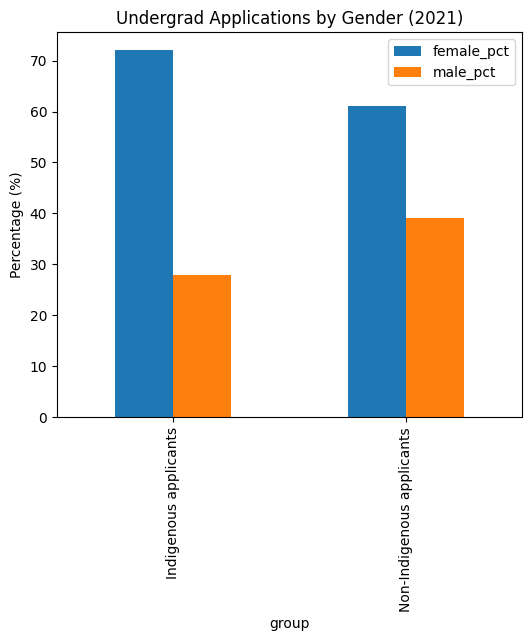 Undergrad Applications by Gender (2021)
female_pct
male_pct
Percentage (%)
70
60
50
40
30
20
10
0
Indigenous applicants
Non-Indigenous applicants
group